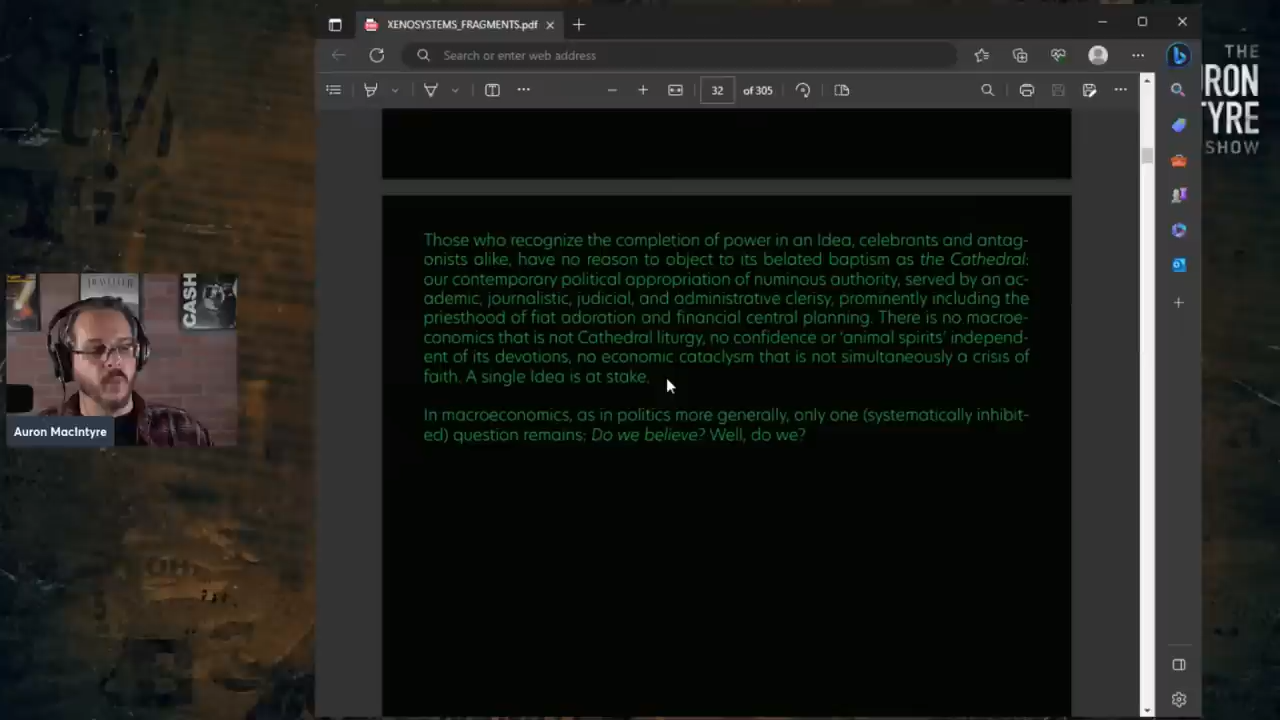 XENOSYSTEMS_FRAGMENTS.pdf
Search or enter web address
32 of 305
THE
RON
TYRE
SHOW
Those who recognize the completion of power in an Idea, celebrants and antag-
onists alike, have no reason to object to its belated baptism as the Cathedral:
our contemporary political appropriation of numinous authority, served by an ac-
ademic, journalistic, judicial, and administrative clerisy, prominently including the
priesthood of fiat adoration and financial central planning. There is no macroe-
conomics that is not Cathedral liturgy, no confidence or 'animal spirits' independ-
ent of its devotions, no economic cataclysm that is not simultaneously a crisis of
faith. A single Idea is at stake.
In macroeconomics, as in politics more generally, only one (systematically inhibit-
ed) question remains: Do we believe? Well, do we?
CASH
Auron MacIntyre